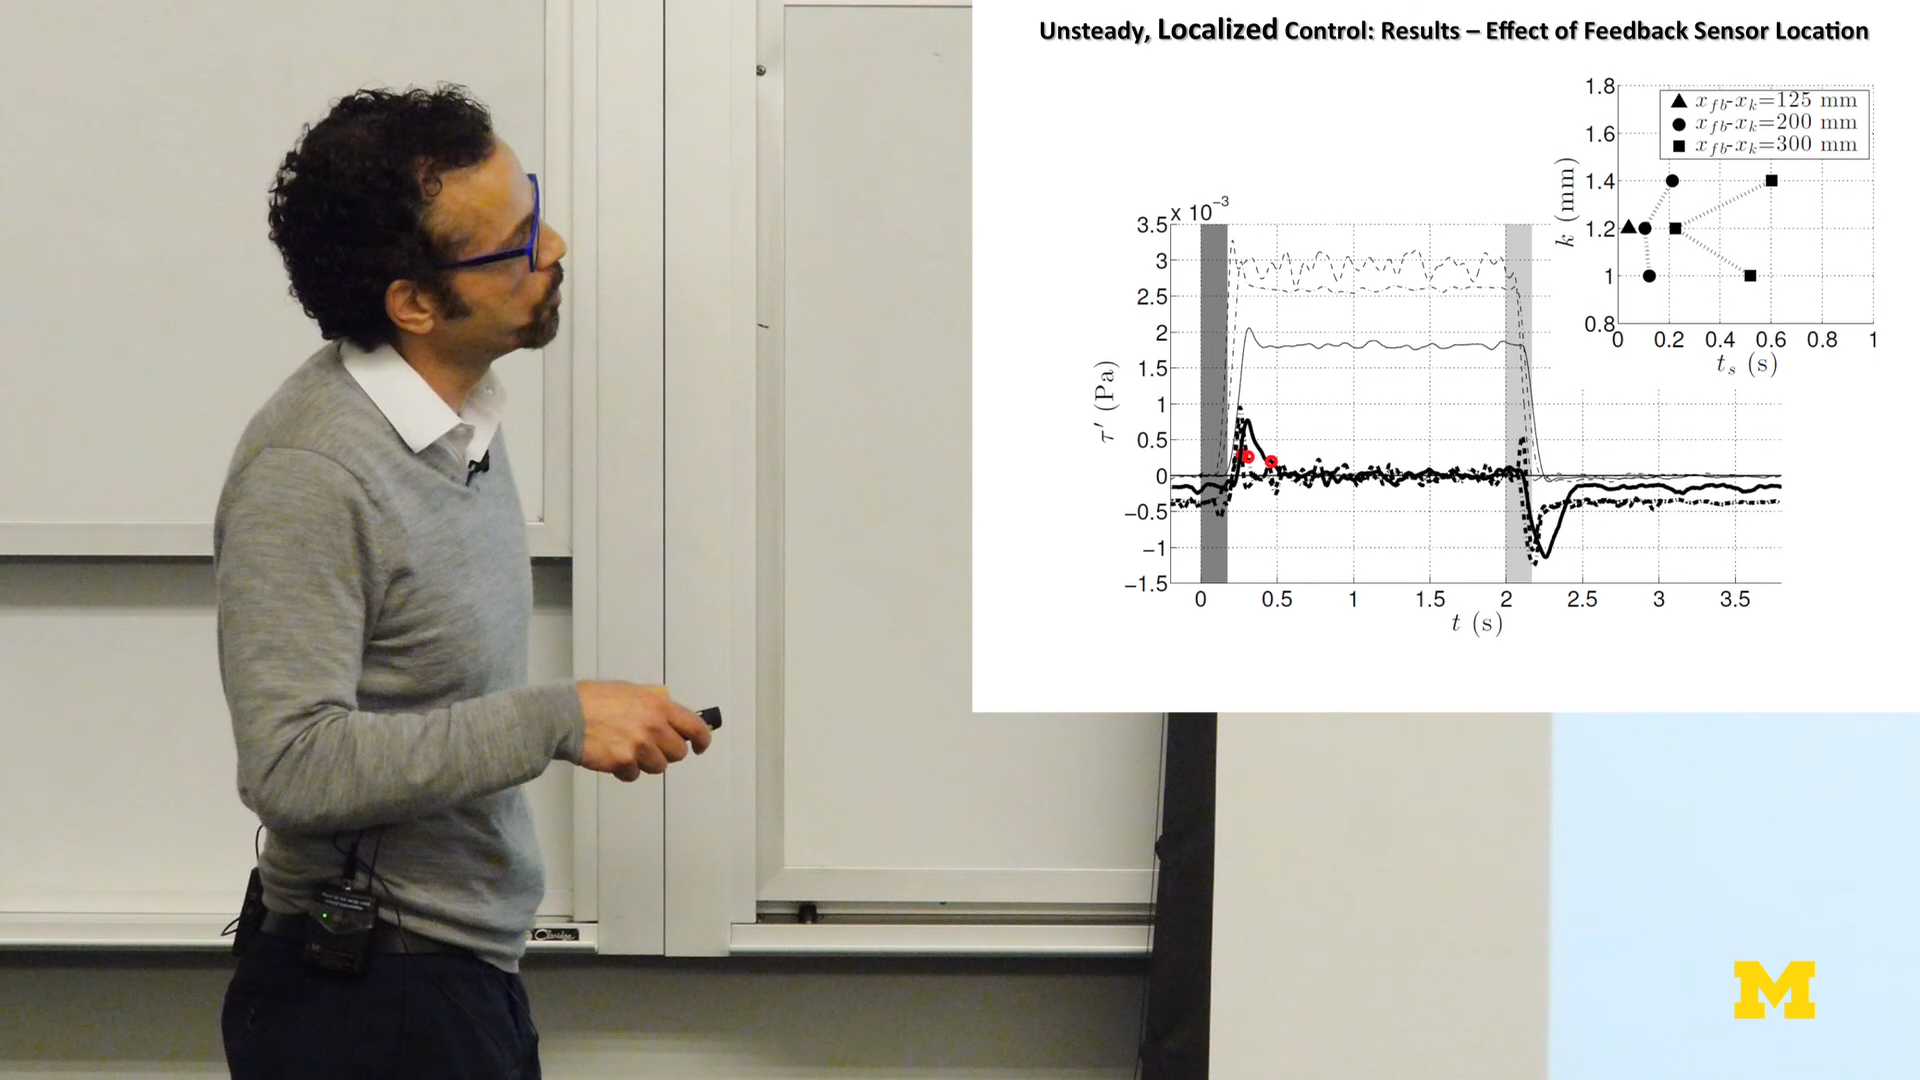 Unsteady, Localized Control: Results – Effect of Feedback Sensor Location
1.8
1.6
1.4
1.2
1
0.8
k (mm)
x_fb-x_k=125 mm
x_fb-x_k=200 mm
x_fb-x_k=300 mm
0 0.2 0.4 0.6 0.8 1
t_s (s)
x 10⁻³
3.5
3
2.5
2
1.5
1
0.5
0
−0.5
−1
−1.5
τ' (Pa)
0 0.5 1 1.5 2 2.5 3 3.5
t (s)
Claridge
M